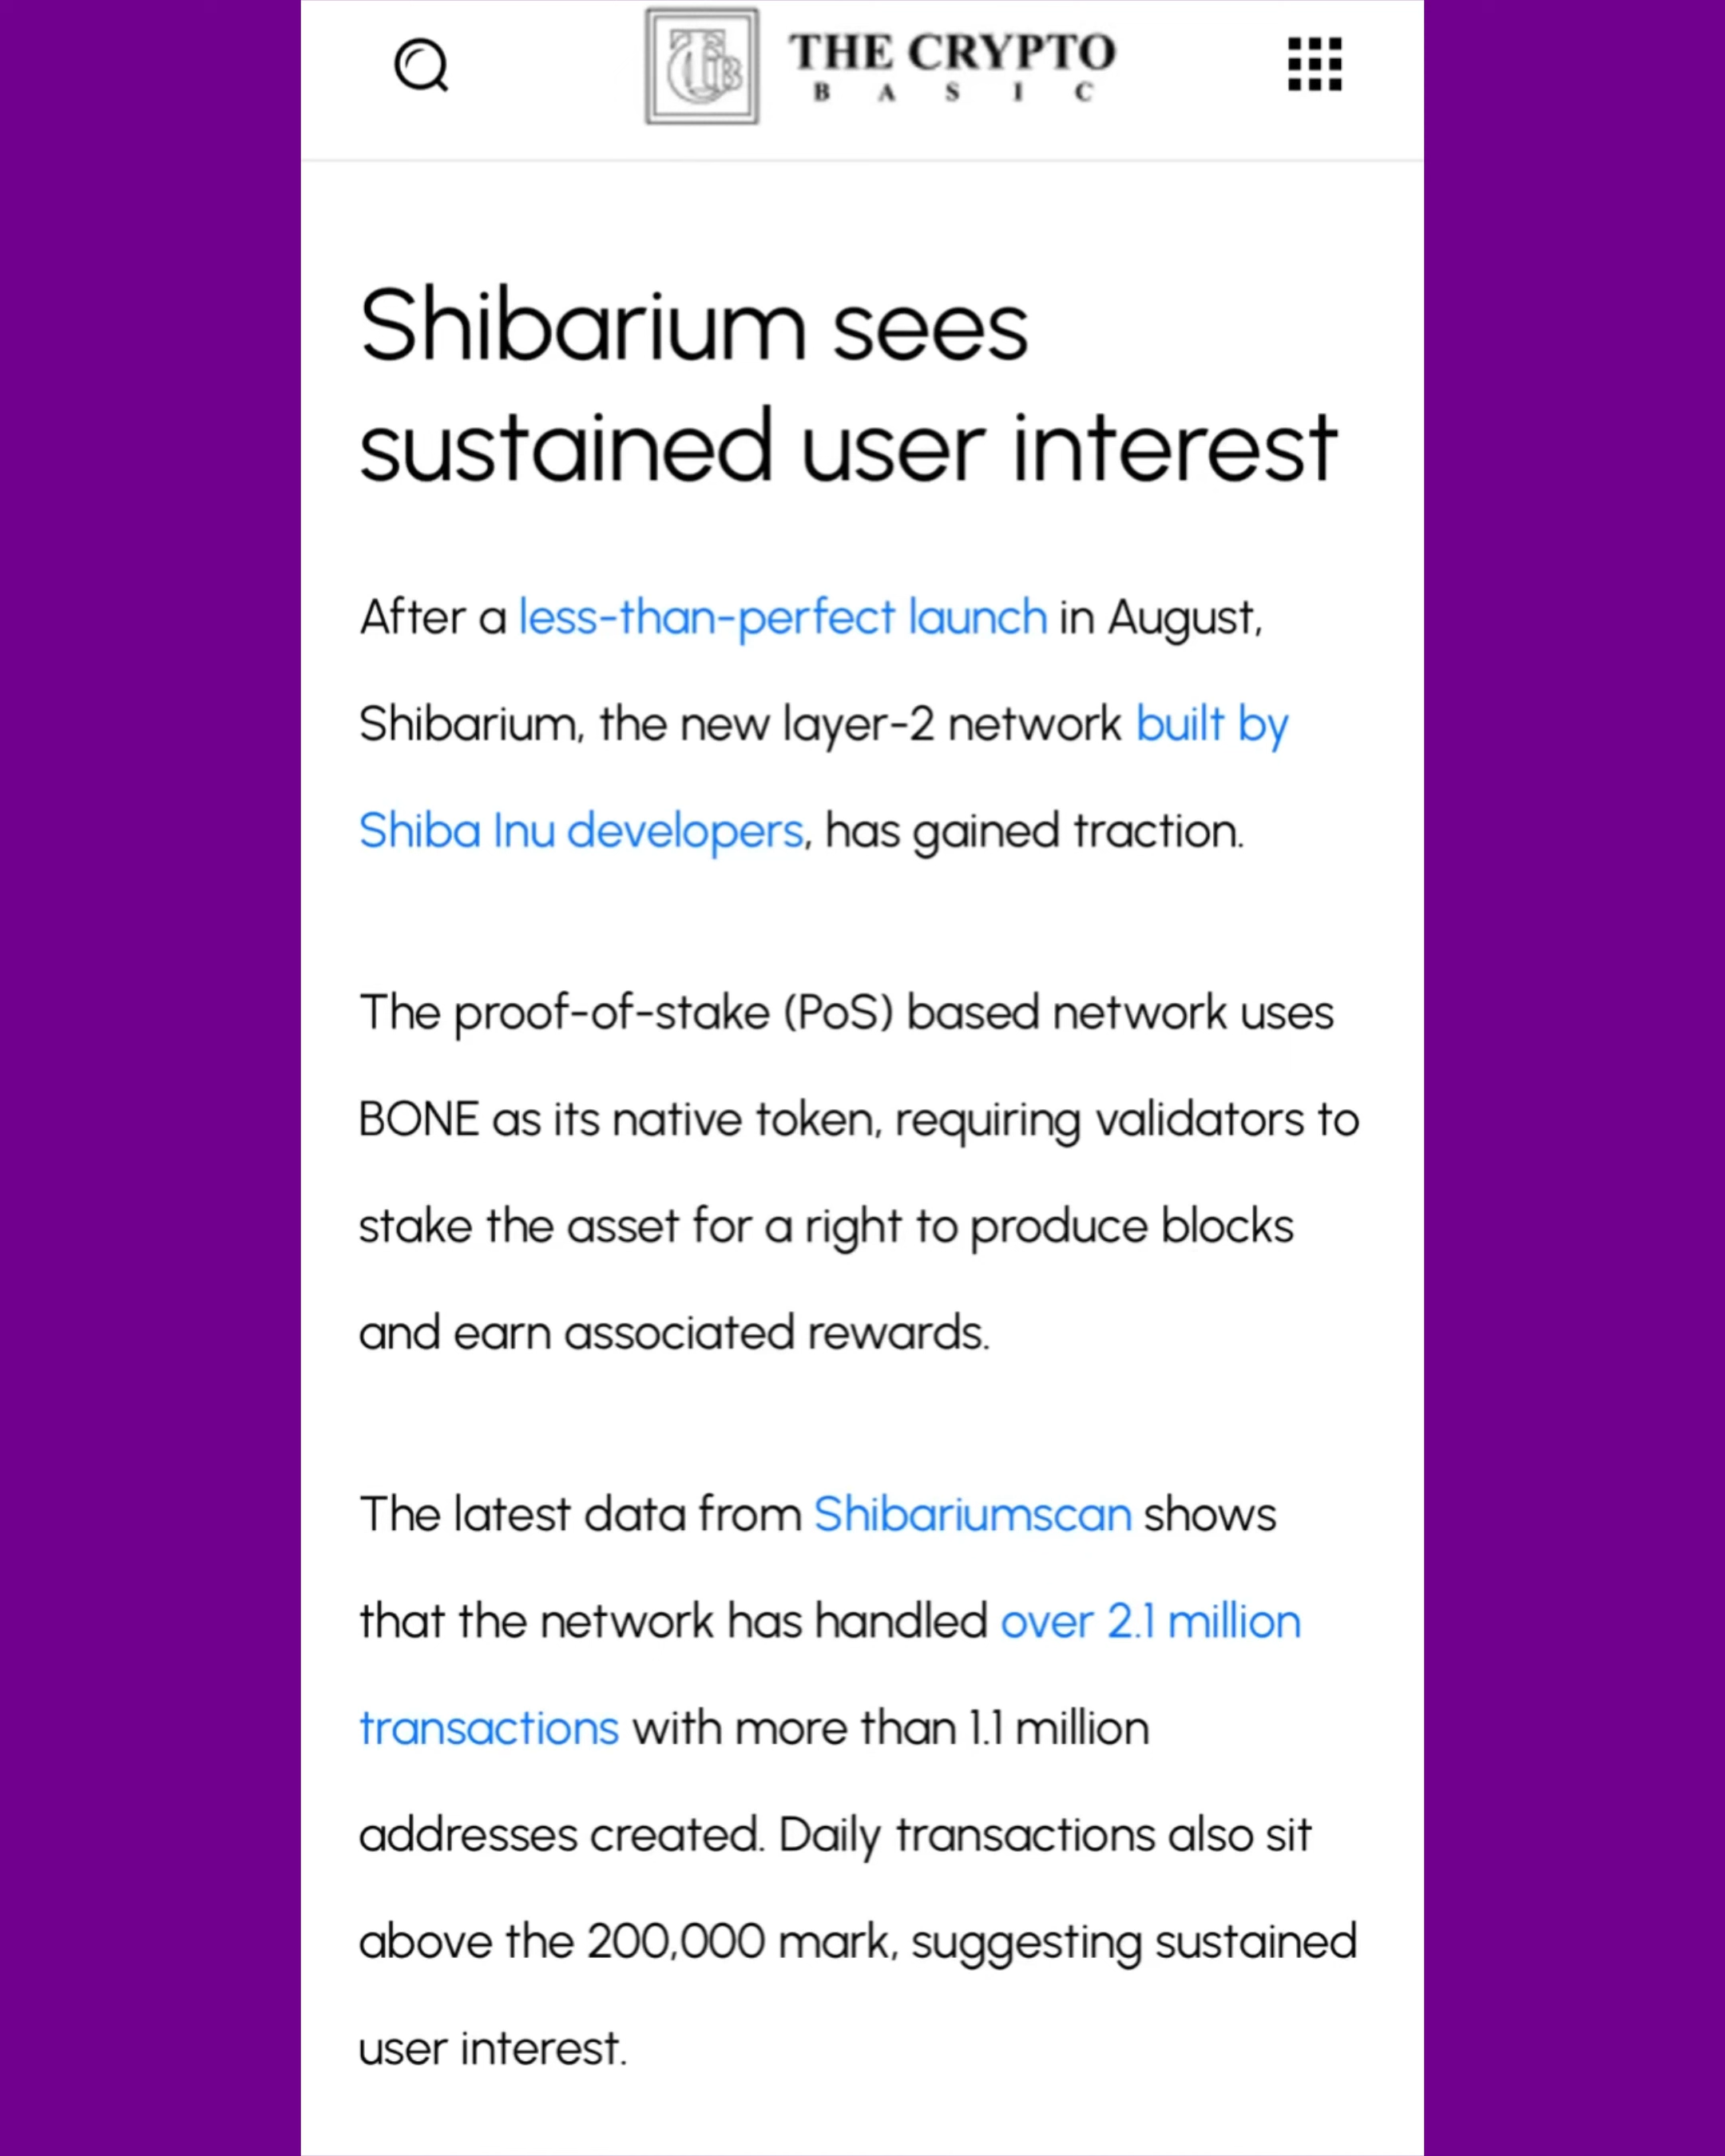 THE CRYPTO
BASIC
Shibarium sees
sustained user interest
After a less-than-perfect launch in August,
Shibarium, the new layer-2 network built by
Shiba Inu developers, has gained traction.
The proof-of-stake (PoS) based network uses
BONE as its native token, requiring validators to
stake the asset for a right to produce blocks
and earn associated rewards.
The latest data from Shibariumscan shows
that the network has handled over 2.1 million
transactions with more than 1.1 million
addresses created. Daily transactions also sit
above the 200,000 mark, suggesting sustained
user interest.